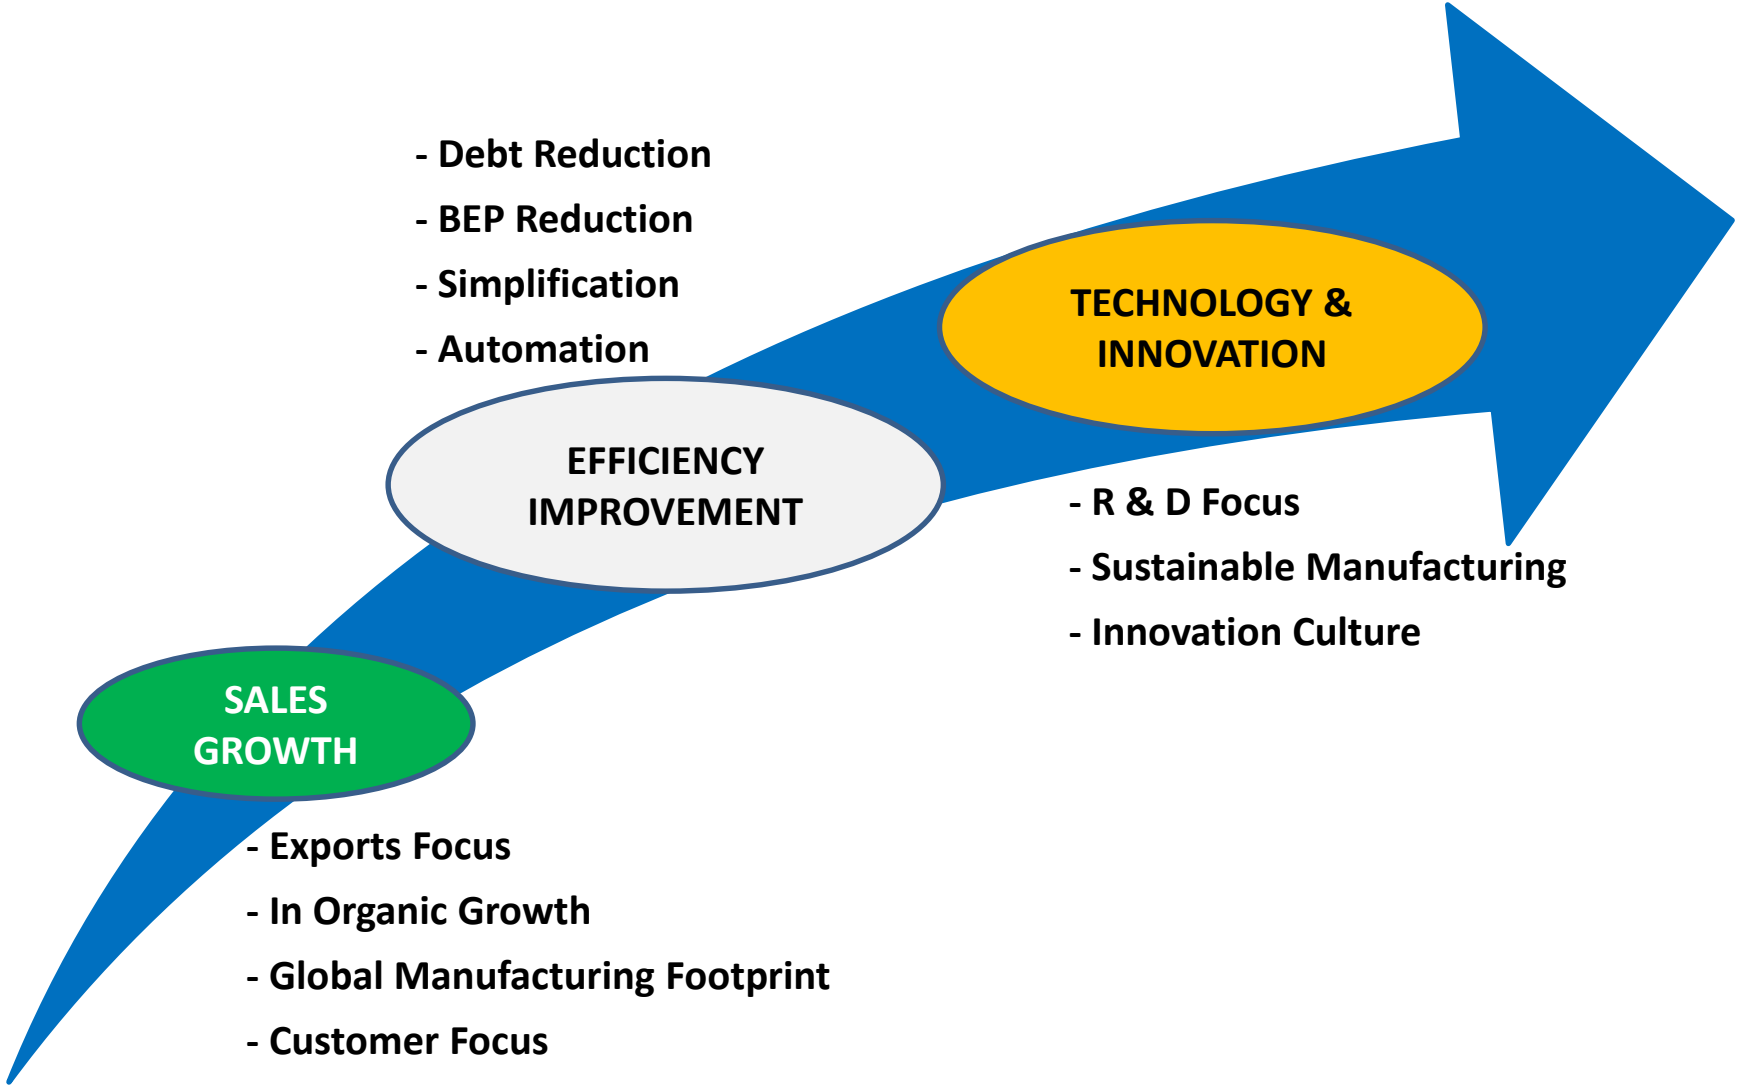 - Debt Reduction
- BEP Reduction
- Simplification
- Automation
TECHNOLOGY &
INNOVATION
EFFICIENCY
IMPROVEMENT
- R & D Focus
- Sustainable Manufacturing
- Innovation Culture
SALES
GROWTH
- Exports Focus
- In Organic Growth
- Global Manufacturing Footprint
- Customer Focus